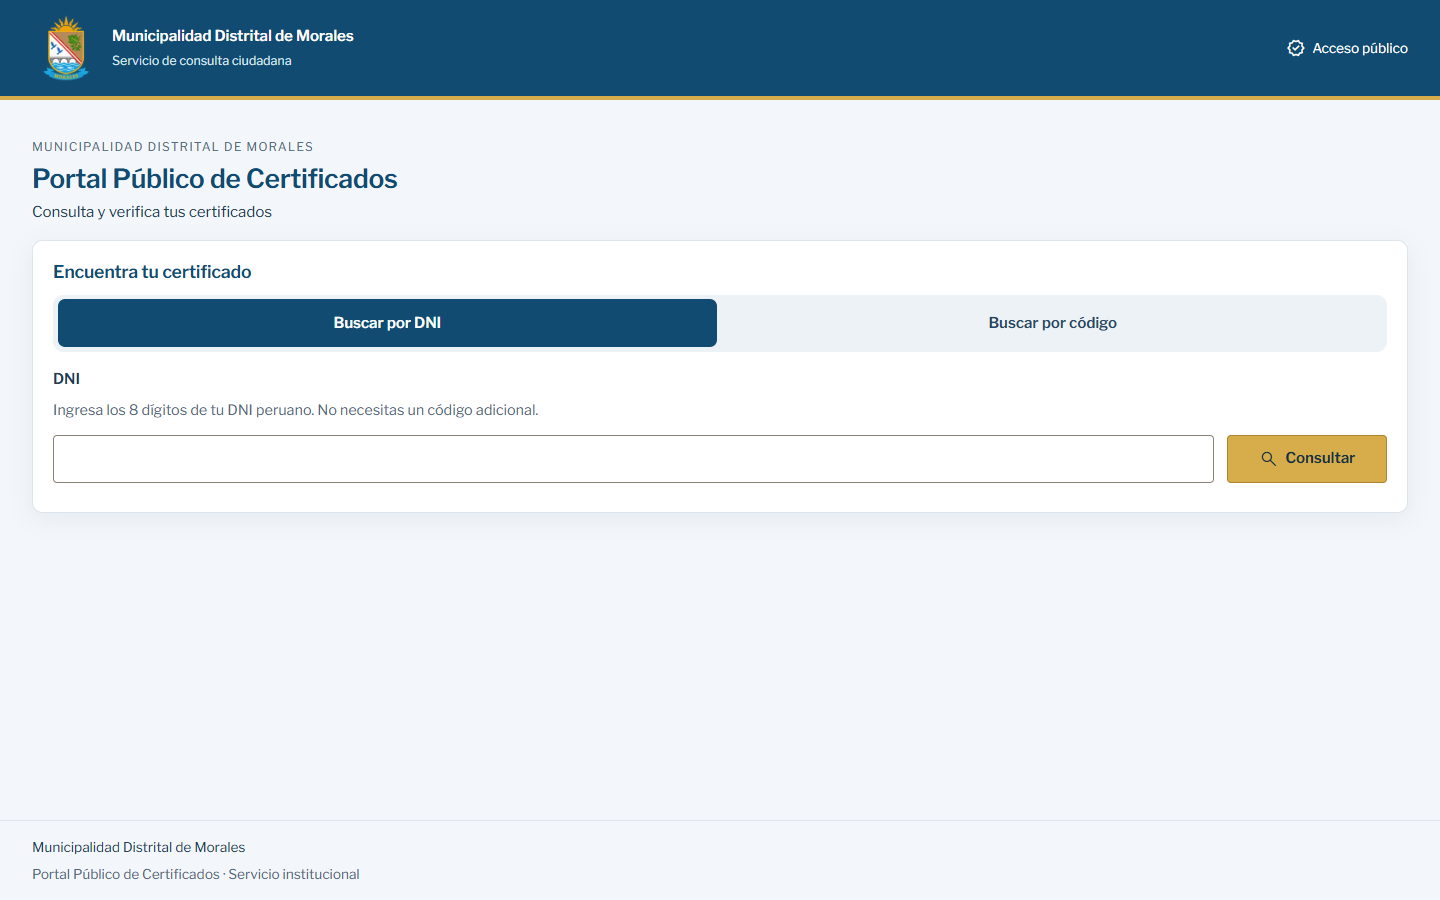 Municipalidad Distrital de Morales
Servicio de consulta ciudadana
Acceso público
MUNICIPALIDAD DISTRITAL DE MORALES
Portal Público de Certificados
Consulta y verifica tus certificados
Encuentra tu certificado
Buscar por DNI
Buscar por código
DNI
Ingresa los 8 dígitos de tu DNI peruano. No necesitas un código adicional.
Consultar
Municipalidad Distrital de Morales
Portal Público de Certificados · Servicio institucional